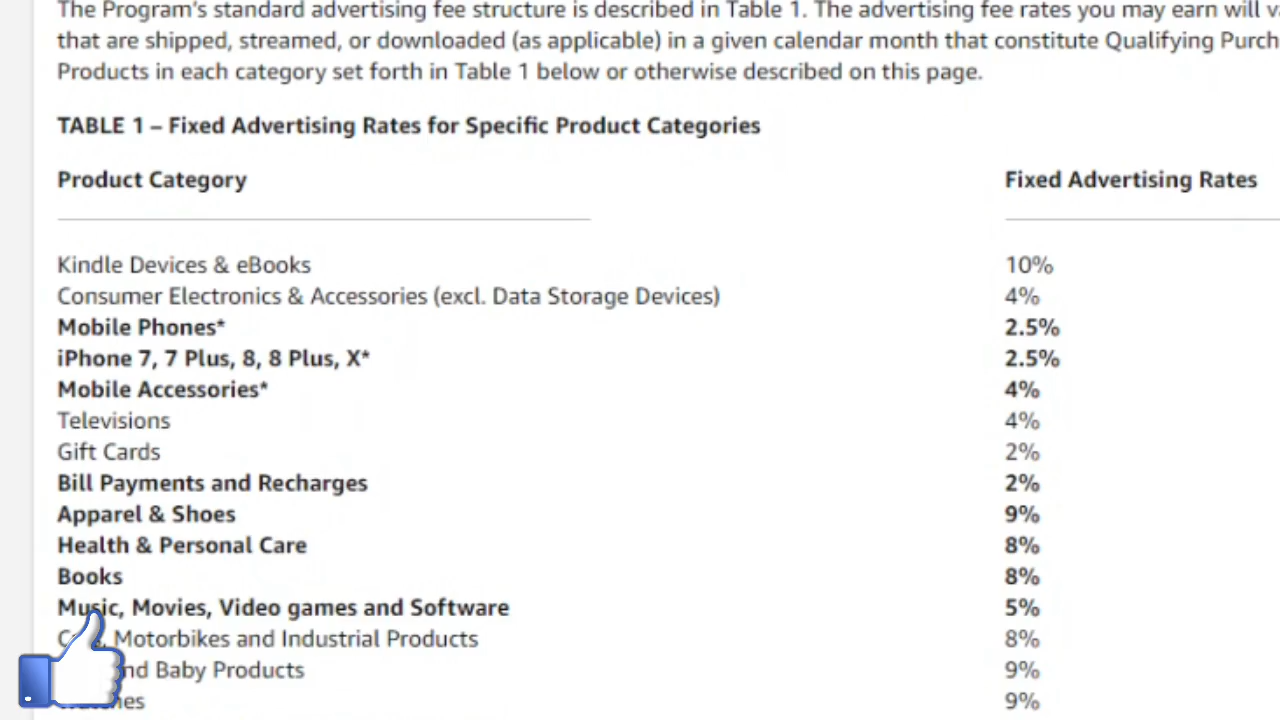 The Program's standard advertising fee structure is described in Table 1. The advertising fee rates you may earn will
that are shipped, streamed, or downloaded (as applicable) in a given calendar month that constitute Qualifying
Products in each category set forth in Table 1 below or otherwise described on this page.
TABLE 1 – Fixed Advertising Rates for Specific Product Categories
Product Category Fixed Advertising Rates
Kindle Devices & eBooks 10%
Consumer Electronics & Accessories (excl. Data Storage Devices) 4%
Mobile Phones* 2.5%
iPhone 7, 7 Plus, 8, 8 Plus, X* 2.5%
Mobile Accessories* 4%
Televisions 4%
Gift Cards 2%
Bill Payments and Recharges 2%
Apparel & Shoes 9%
Health & Personal Care 8%
Books 8%
Music, Movies, Video games and Software 5%
Motorbikes and Industrial Products 8%
Baby Products 9%
9%